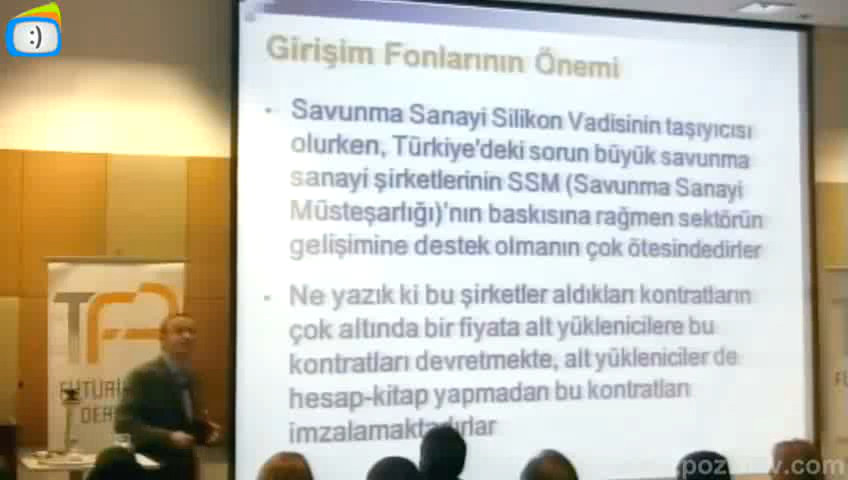 :)
Girişim Fonlarının Önemi
• Savunma Sanayi Silikon Vadisinin taşıyıcısı
olurken, Türkiye'deki sorun büyük savunma
sanayi şirketlerinin SSM (Savunma Sanayi
Müsteşarlığı)'nın baskısına rağmen sektörün
gelişimine destek olmanın çok ötesindedirler
• Ne yazık ki bu şirketler aldıkları kontratların
çok altında bir fiyata alt yüklenicilere bu
kontratları devretmekte, alt yükleniciler de
hesap-kitap yapmadan bu kontratları
imzalamaktadırlar